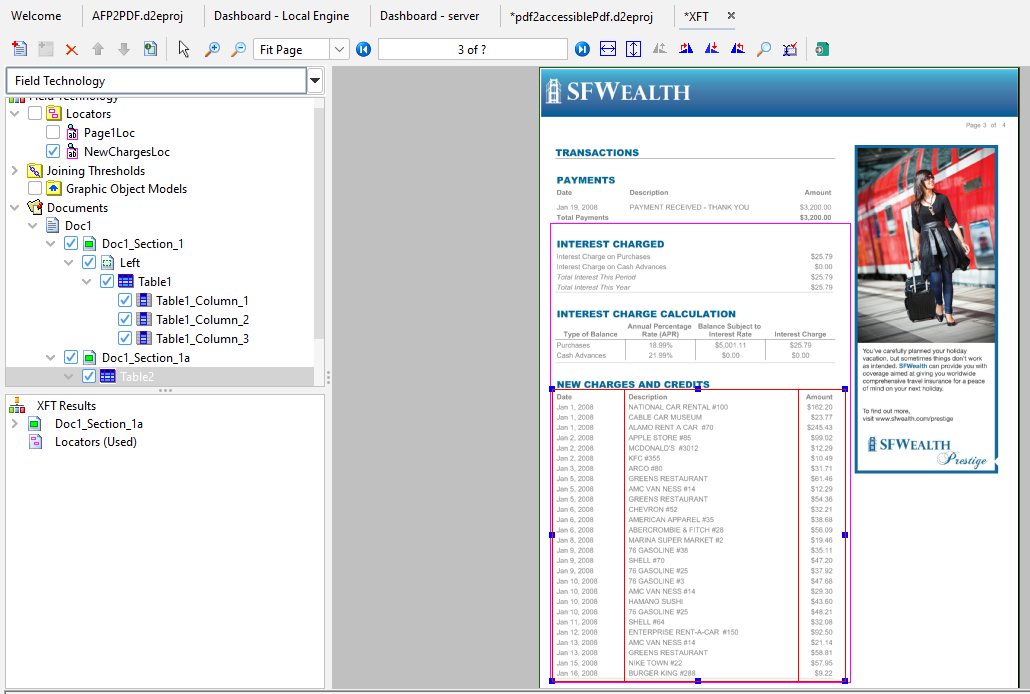 Welcome
AFP2PDF.d2eproj
Dashboard - Local Engine
Dashboard - server
*pdf2accessiblePdf.d2eproj
*XFT
Fit Page
3 of ?
Field Technology
Field Technology
Locators
Page1Loc
NewChargesLoc
Joining Thresholds
Graphic Object Models
Documents
Doc1
Doc1_Section_1
Left
Table1
Table1_Column_1
Table1_Column_2
Table1_Column_3
Doc1_Section_1a
Table2
XFT Results
Doc1_Section_1a
Locators (Used)
SFWEALTH
Page 3 of 4
TRANSACTIONS
PAYMENTS
Date Description Amount
Jan 19, 2008 PAYMENT RECEIVED - THANK YOU $3,200.00
Total Payments $3,200.00
INTEREST CHARGED
Interest Charge on Purchases $25.79
Interest Charge on Cash Advances $0.00
Total Interest This Period $25.79
Total Interest This Year $25.79
INTEREST CHARGE CALCULATION
Annual Percentage Balance Subject to
Type of Balance Rate (APR) Interest Rate Interest Charge
Purchases 18.99% $5,001.11 $25.79
Cash Advances 21.99% $0.00 $0.00
NEW CHARGES AND CREDITS
Date Description Amount
Jan 1, 2008 NATIONAL CAR RENTAL #100 $162.20
Jan 1, 2008 CABLE CAR MUSEUM $23.77
Jan 1, 2008 ALAMO RENT A CAR #70 $245.43
Jan 2, 2008 APPLE STORE #85 $99.02
Jan 2, 2008 MCDONALD'S #3012 $12.29
Jan 2, 2008 KFC #355 $10.49
Jan 3, 2008 ARCO #80 $31.71
Jan 5, 2008 GREENS RESTAURANT $61.46
Jan 5, 2008 AMC VAN NESS #14 $12.29
Jan 5, 2008 GREENS RESTAURANT $54.36
Jan 6, 2008 CHEVRON #52 $32.21
Jan 6, 2008 AMERICAN APPAREL #35 $38.68
Jan 6, 2008 ABERCROMBIE & FITCH #28 $56.09
Jan 8, 2008 MARINA SUPER MARKET #2 $19.46
Jan 9, 2008 76 GASOLINE #38 $35.11
Jan 9, 2008 SHELL #70 $47.20
Jan 9, 2008 76 GASOLINE #25 $37.92
Jan 10, 2008 76 GASOLINE #3 $47.68
Jan 10, 2008 AMC VAN NESS #14 $29.30
Jan 10, 2008 HAMANO SUSHI $43.60
Jan 10, 2008 76 GASOLINE #25 $48.21
Jan 11, 2008 SHELL #64 $32.08
Jan 12, 2008 ENTERPRISE RENT-A-CAR #150 $92.50
Jan 13, 2008 AMC VAN NESS #14 $21.14
Jan 13, 2008 GREENS RESTAURANT $58.81
Jan 15, 2008 NIKE TOWN #22 $57.95
Jan 16, 2008 BURGER KING #288 $9.22
You've carefully planned your holiday
vacation, but sometimes things don't work
as intended. SFWealth can provide you with
coverage aimed at giving you worldwide
comprehensive travel insurance for a peace
of mind on your next holiday.
To find out more,
visit www.sfwealth.com/prestige
SFWEALTH
Prestige